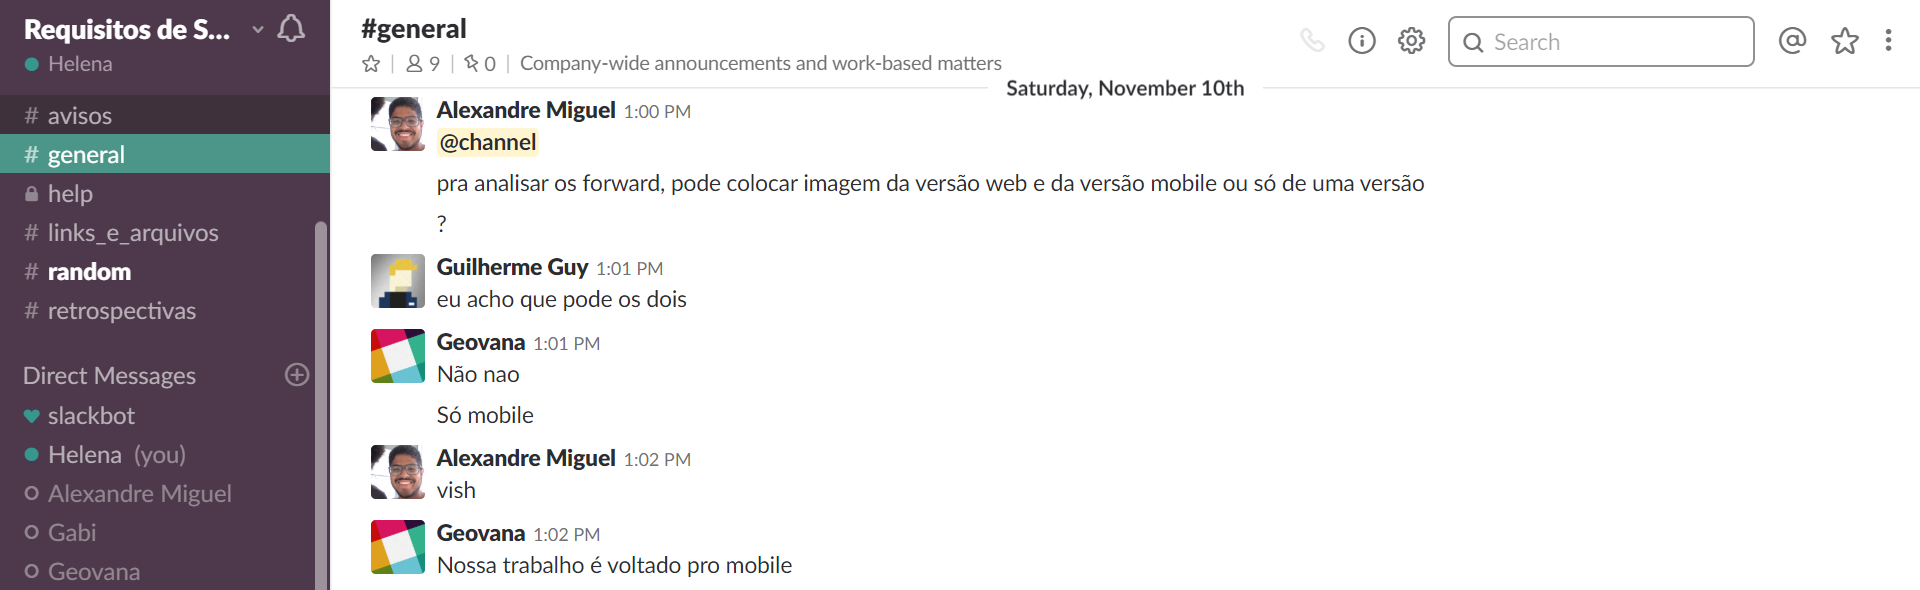 Requisitos de S...
Helena
# avisos
# general
help
# links_e_arquivos
# random
# retrospectivas
Direct Messages
slackbot
Helena (you)
Alexandre Miguel
Gabi
Geovana
#general
9 | 0 | Company-wide announcements and work-based matters
Search
Saturday, November 10th
Alexandre Miguel 1:00 PM
@channel
pra analisar os forward, pode colocar imagem da versão web e da versão mobile ou só de uma versão
?
Guilherme Guy 1:01 PM
eu acho que pode os dois
Geovana 1:01 PM
Não nao
Só mobile
Alexandre Miguel 1:02 PM
vish
Geovana 1:02 PM
Nossa trabalho é voltado pro mobile